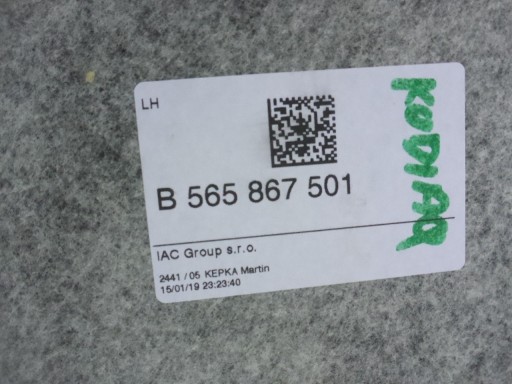 LH
B 565 867 501
IAC Group s.r.o.
2441 / 05 KEPKA Martin
15/01/19 23:23:40
KODIAQ